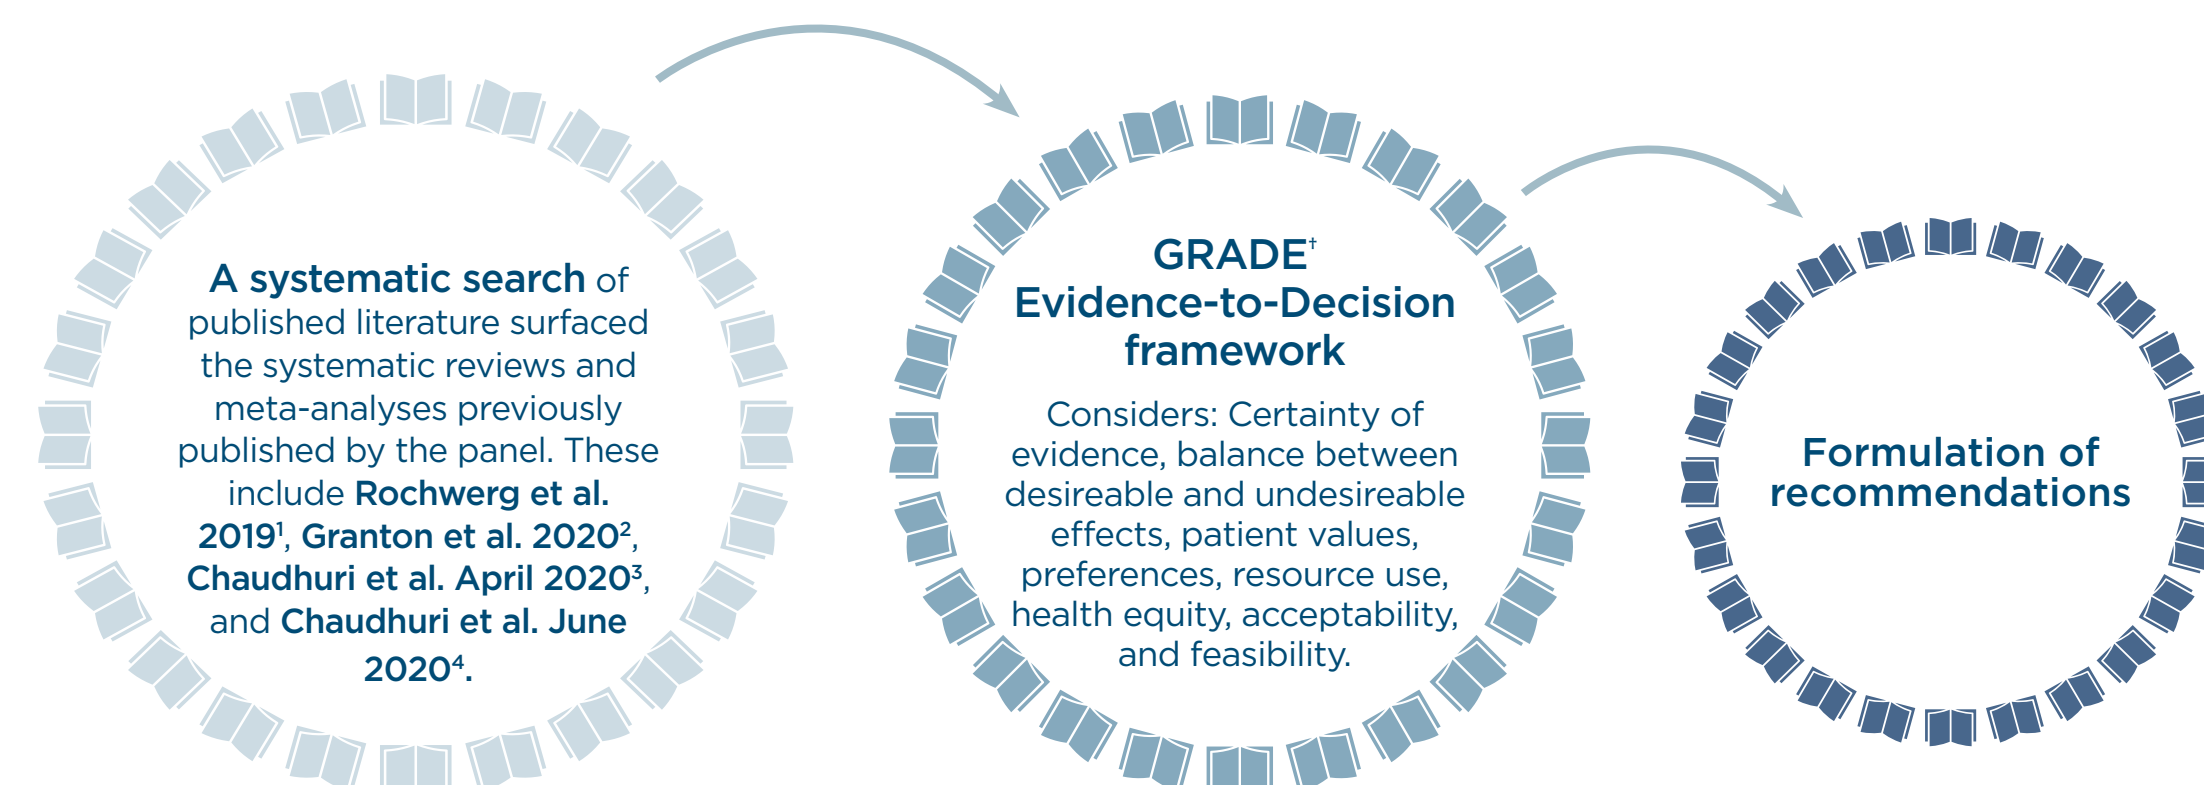 A systematic search of
published literature surfaced
the systematic reviews and
meta-analyses previously
published by the panel. These
include Rochwerg et al.
2019¹, Granton et al. 2020²,
Chaudhuri et al. April 2020³,
and Chaudhuri et al. June
2020⁴.
GRADE†
Evidence-to-Decision
framework
Considers: Certainty of
evidence, balance between
desireable and undesireable
effects, patient values,
preferences, resource use,
health equity, acceptability,
and feasibility.
Formulation of
recommendations